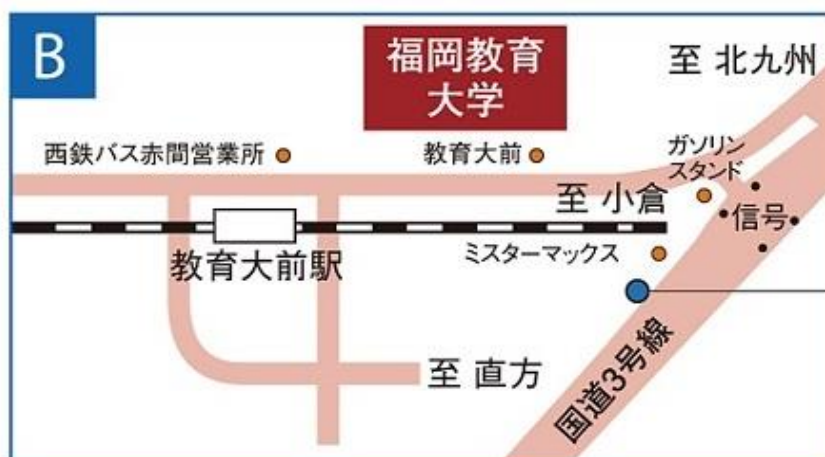 B
福岡教育
大学
至 北九州
西鉄バス赤間営業所
教育大前
ガソリン
スタンド
至 小倉
信号
教育大前駅
ミスターマックス
至 直方
国道3号線